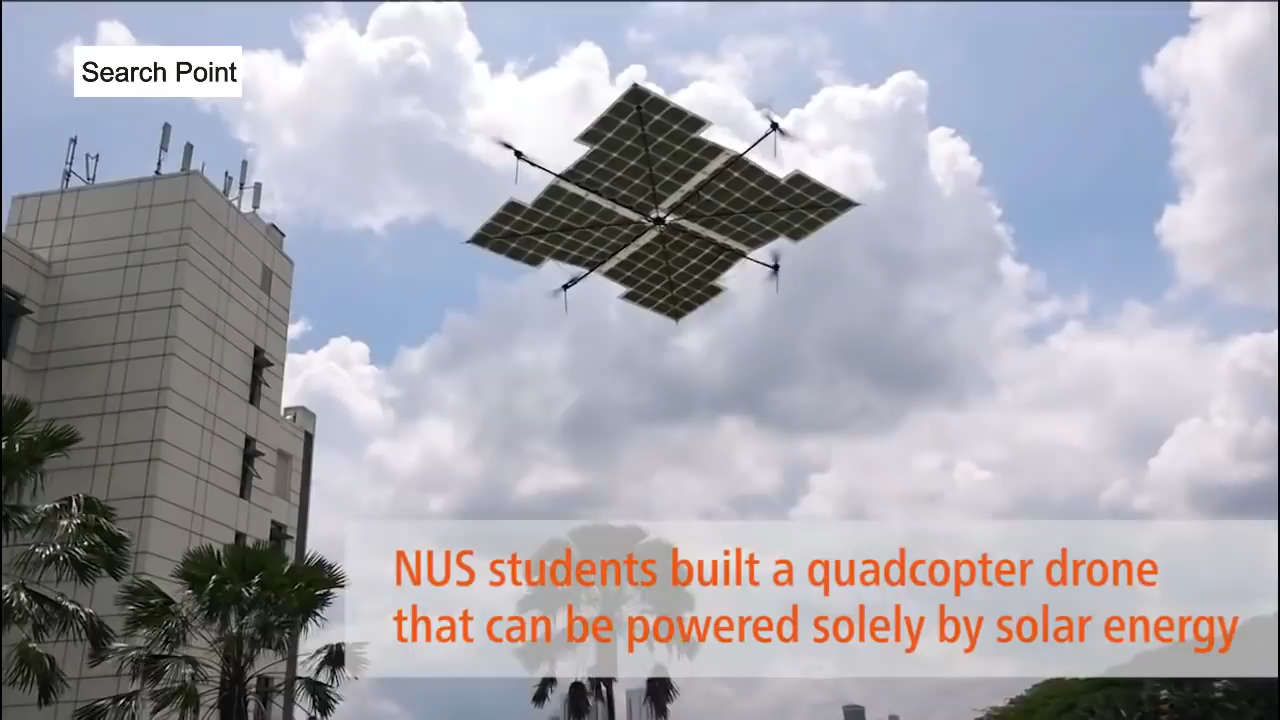 Search Point
NUS students built a quadcopter drone
that can be powered solely by solar energy